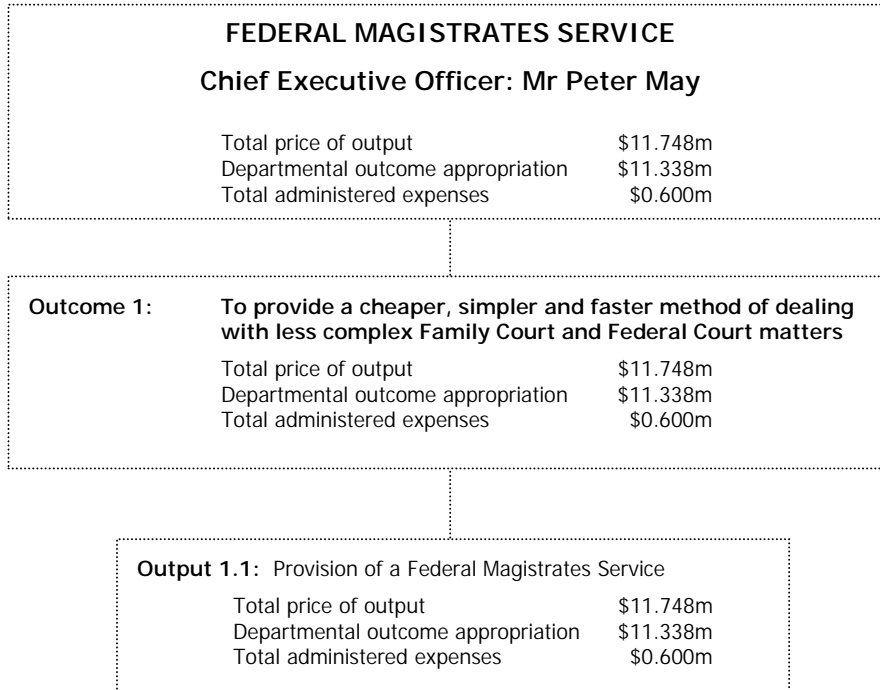 FEDERAL MAGISTRATES SERVICE
Chief Executive Officer: Mr Peter May
Total price of output $11.748m
Departmental outcome appropriation $11.338m
Total administered expenses $0.600m
Outcome 1: To provide a cheaper, simpler and faster method of dealing
with less complex Family Court and Federal Court matters
Total price of output $11.748m
Departmental outcome appropriation $11.338m
Total administered expenses $0.600m
Output 1.1: Provision of a Federal Magistrates Service
Total price of output $11.748m
Departmental outcome appropriation $11.338m
Total administered expenses $0.600m